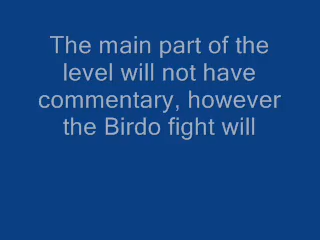 The main part of the
level will not have
commentary, however
the Birdo fight will